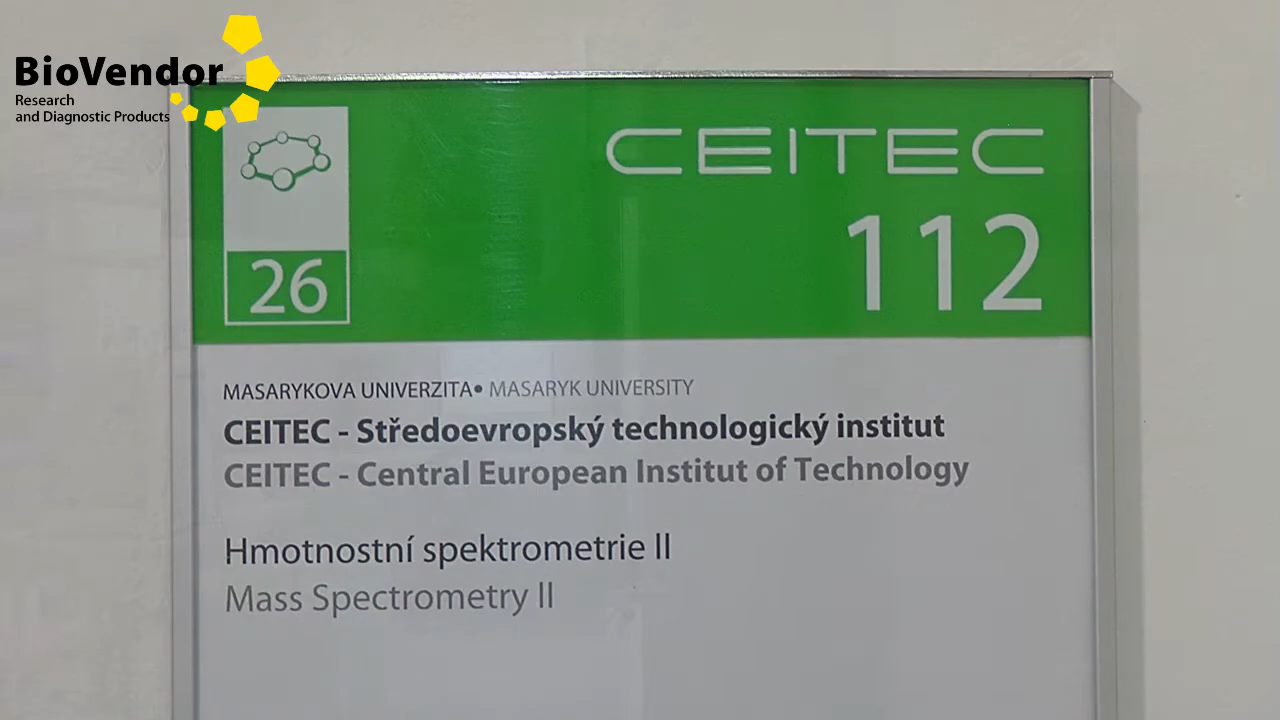 BioVendor
Research
and Diagnostic Products
CEITEC
112
26
MASARYKOVA UNIVERZITA• MASARYK UNIVERSITY
CEITEC - Středoevropský technologický institut
CEITEC - Central European Institut of Technology
Hmotnostní spektrometrie II
Mass Spectrometry II